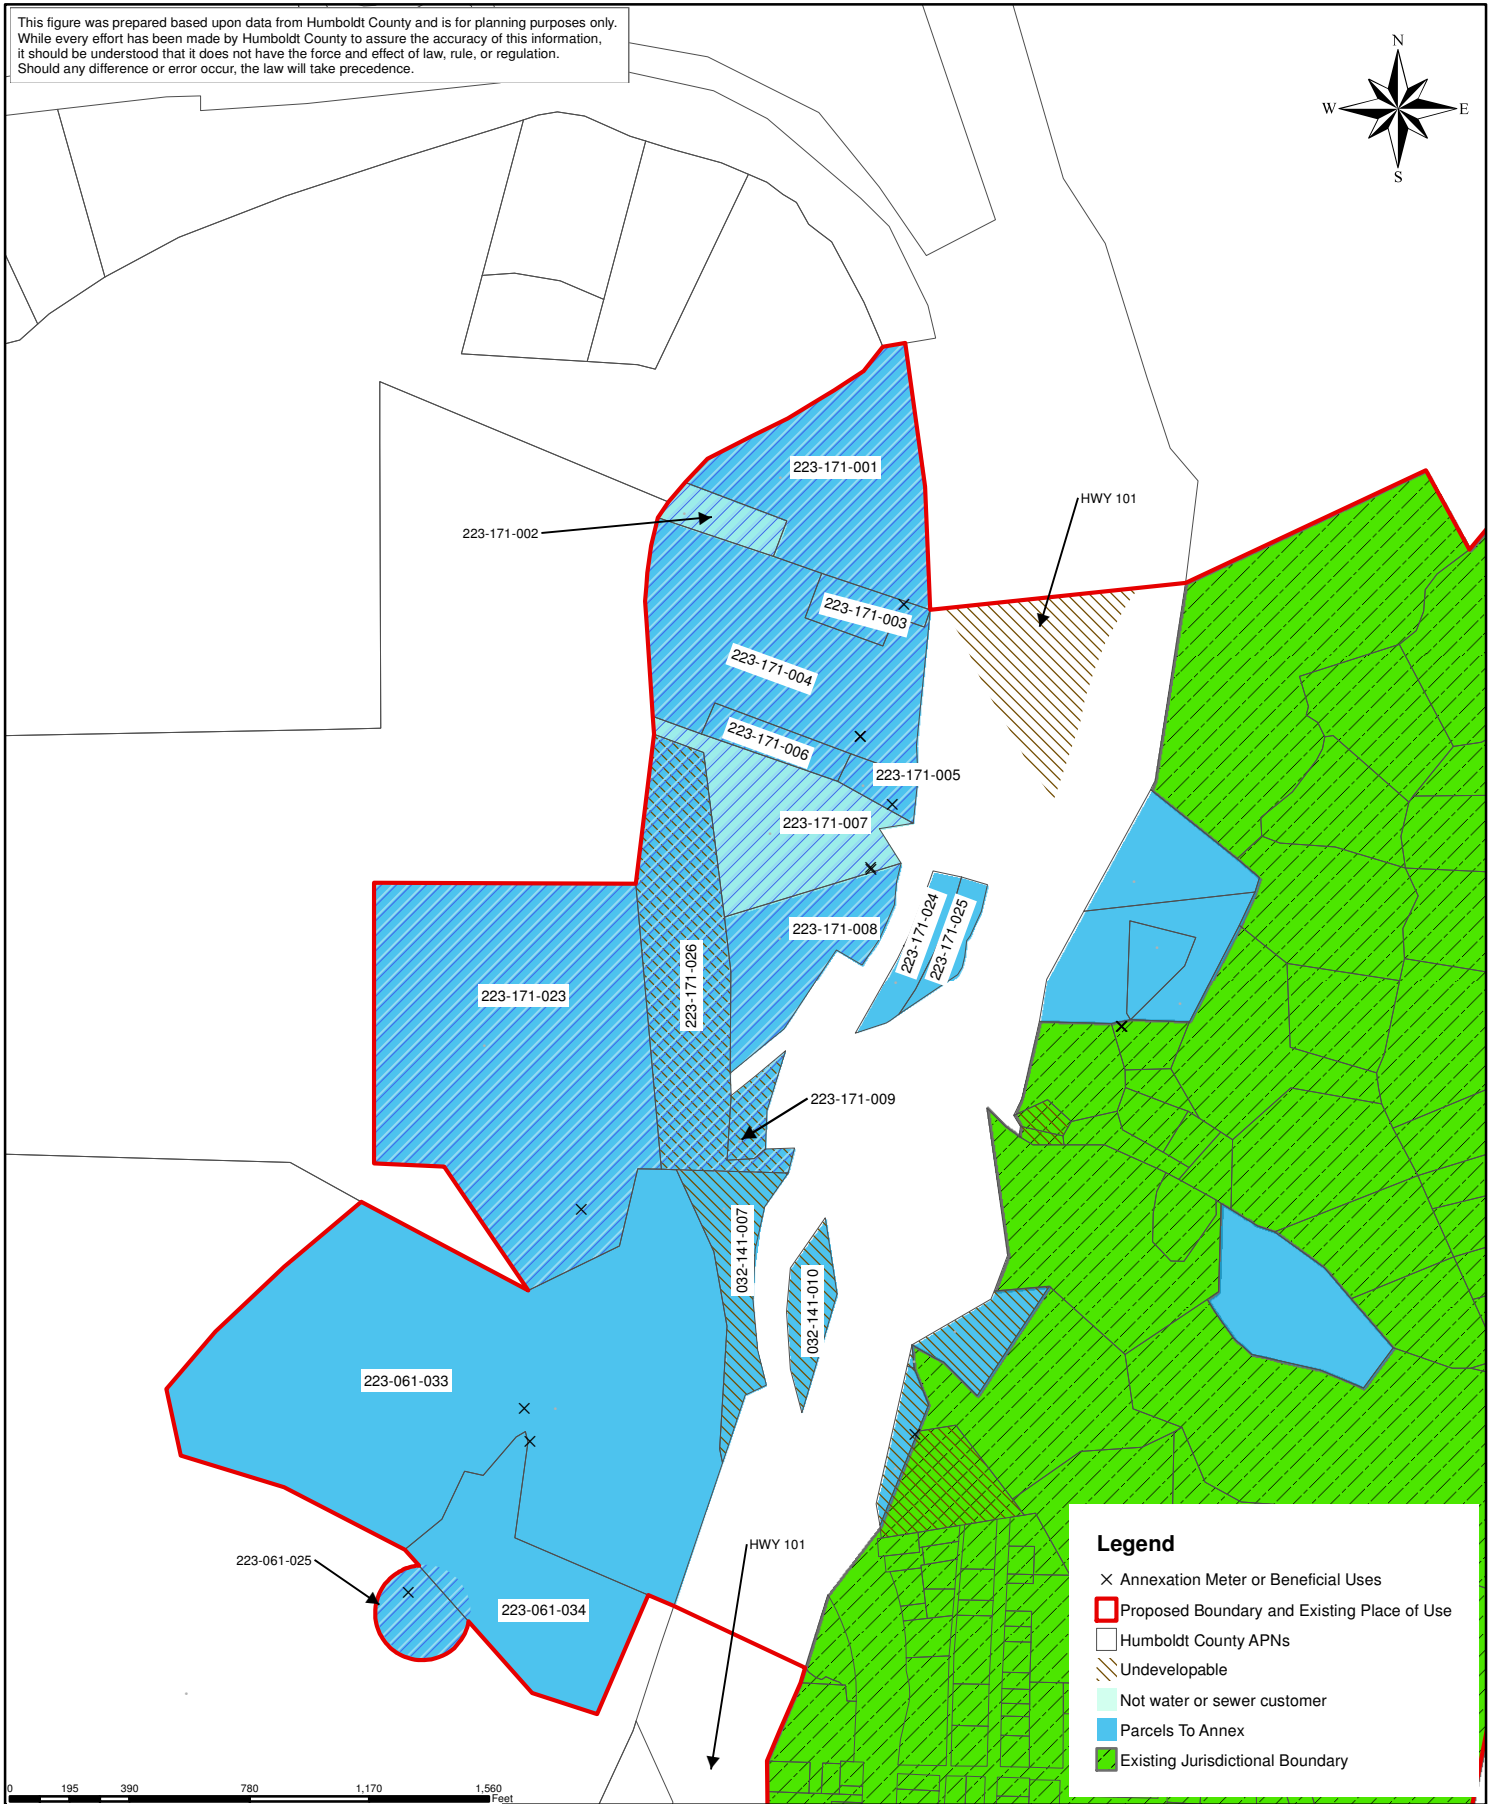 This figure was prepared based upon data from Humboldt County and is for planning purposes only.
While every effort has been made by Humboldt County to assure the accuracy of this information,
it should be understood that it does not have the force and effect of law, rule, or regulation.
Should any difference or error occur, the law will take precedence.
N
W
E
S
223-171-001
HWY 101
223-171-002
223-171-003
223-171-004
223-171-006
223-171-005
223-171-007
223-171-024
223-171-025
223-171-008
223-171-026
223-171-023
223-171-009
032-141-007
032-141-010
223-061-033
HWY 101
223-061-025
223-061-034
Legend
Annexation Meter or Beneficial Uses
Proposed Boundary and Existing Place of Use
Humboldt County APNs
Undevelopable
Not water or sewer customer
Parcels To Annex
Existing Jurisdictional Boundary
0 195 390 780 1,170 1,560
Feet